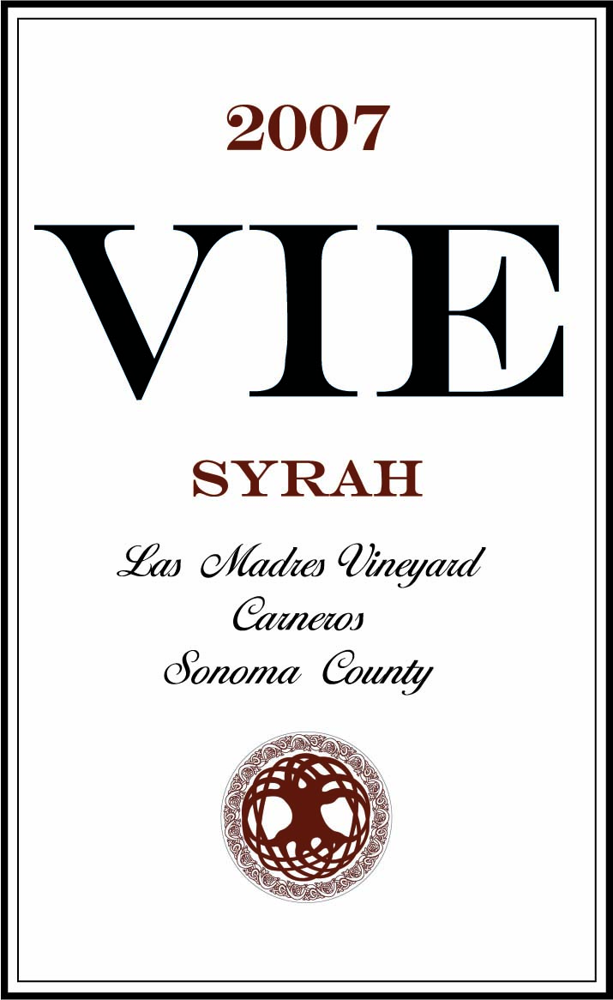 2007
VIE
SYRAH
Las Madres Vineyard
Carneros
Sonoma County